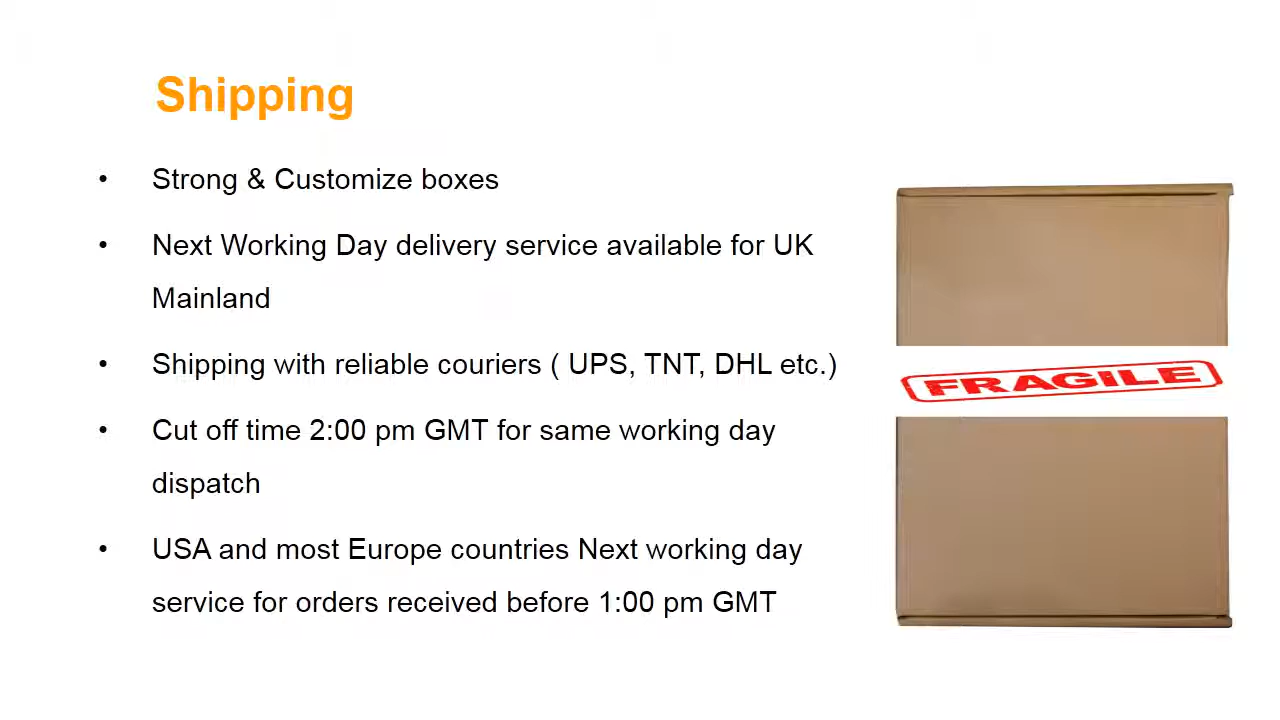 Shipping
• Strong & Customize boxes
• Next Working Day delivery service available for UK
Mainland
• Shipping with reliable couriers ( UPS, TNT, DHL etc.)
• Cut off time 2:00 pm GMT for same working day
dispatch
• USA and most Europe countries Next working day
service for orders received before 1:00 pm GMT
FRAGILE